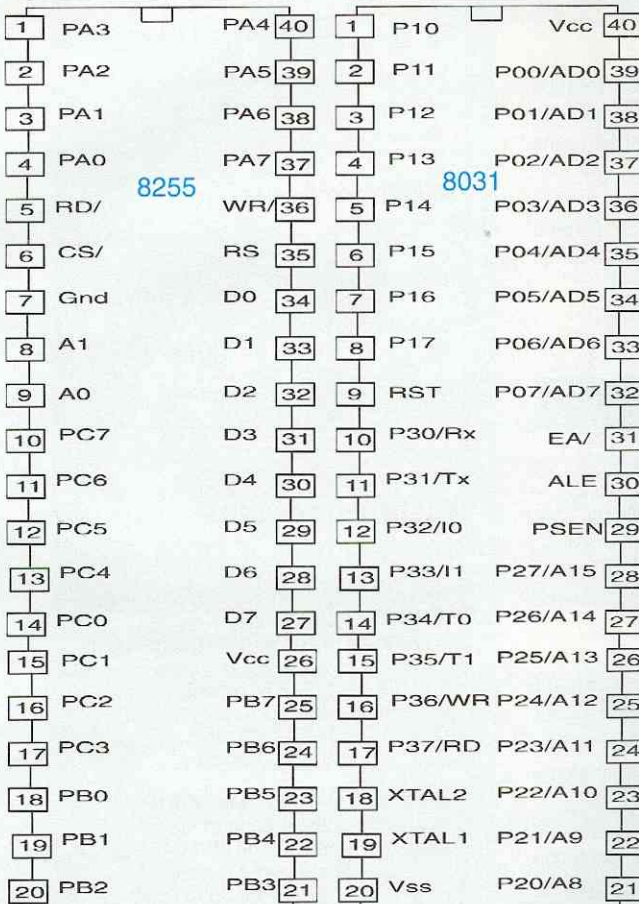 1 PA3 PA4 40 1 P10 Vcc 40
2 PA2 PA5 39 2 P11 P00/AD0 39
3 PA1 PA6 38 3 P12 P01/AD1 38
4 PA0 PA7 37 4 P13 P02/AD2 37
8255 8031
5 RD/ WR/ 36 5 P14 P03/AD3 36
6 CS/ RS 35 6 P15 P04/AD4 35
7 Gnd D0 34 7 P16 P05/AD5 34
8 A1 D1 33 8 P17 P06/AD6 33
9 A0 D2 32 9 RST P07/AD7 32
10 PC7 D3 31 10 P30/Rx EA/ 31
11 PC6 D4 30 11 P31/Tx ALE 30
12 PC5 D5 29 12 P32/I0 PSEN 29
13 PC4 D6 28 13 P33/I1 P27/A15 28
14 PC0 D7 27 14 P34/T0 P26/A14 27
15 PC1 Vcc 26 15 P35/T1 P25/A13 26
16 PC2 PB7 25 16 P36/WR P24/A12 25
17 PC3 PB6 24 17 P37/RD P23/A11 24
18 PB0 PB5 23 18 XTAL2 P22/A10 23
19 PB1 PB4 22 19 XTAL1 P21/A9 22
20 PB2 PB3 21 20 Vss P20/A8 21